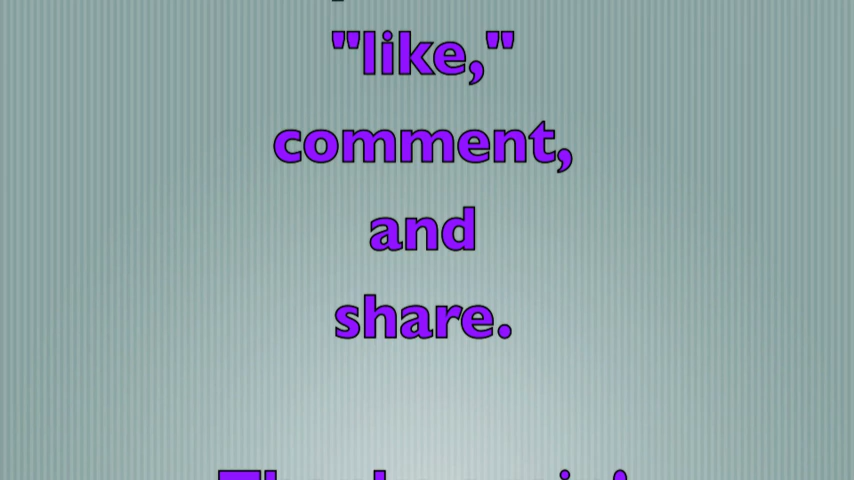 "like,"
comment,
and
share.